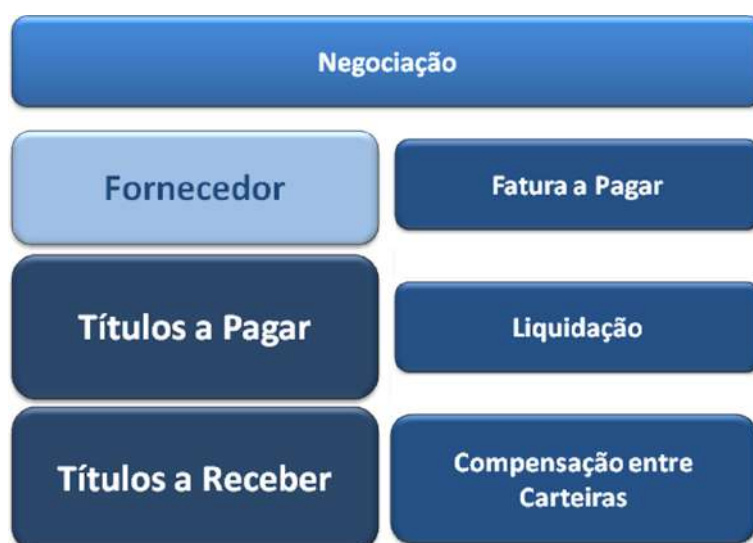 Negociação
Fornecedor
Fatura a Pagar
Títulos a Pagar
Liquidação
Títulos a Receber
Compensação entre
Carteiras